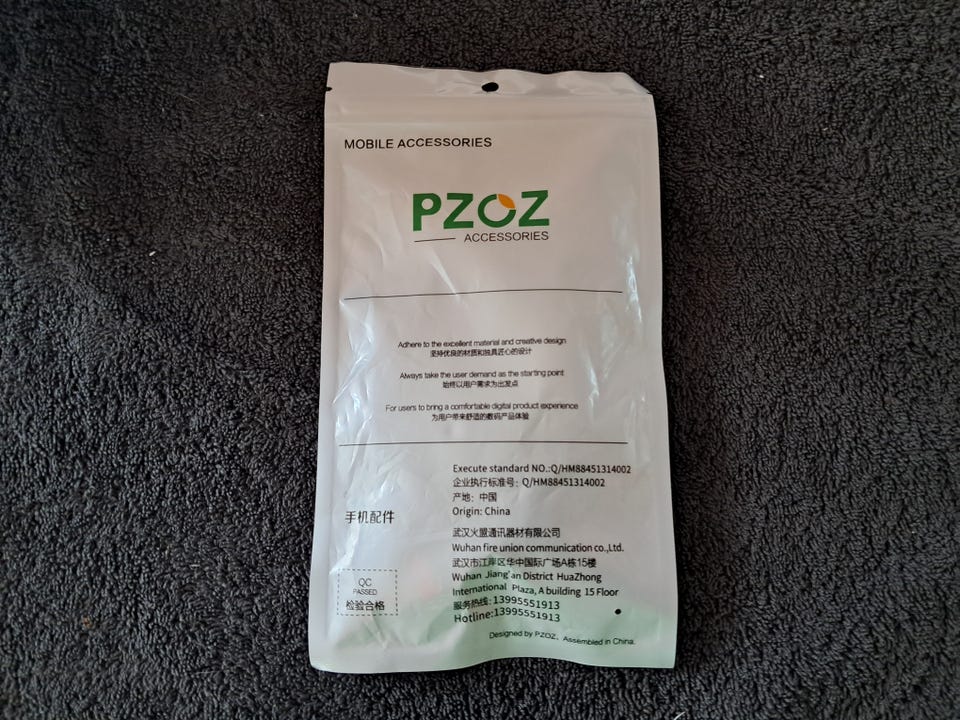 MOBILE ACCESSORIES
PZOZ
ACCESSORIES
Adhere to the excellent material and creative design
坚持优良的材质和独具匠心的设计
Always take the user demand as the starting point
始终以用户需求为出发点
For users to bring a comfortable digital product experience
为用户带来舒适的数码产品体验
Execute standard NO.:Q/HM88451314002
企业执行标准号：Q/HM88451314002
产地：中国
Origin: China
手机配件
武汉火盟通讯器材有限公司
Wuhan fire union communication co.,Ltd.
武汉市江岸区华中国际广场A栋15楼
Wuhan Jiang'an District HuaZhong
International Plaza, A building 15 Floor
服务热线: 13995551913
Hotline:13995551913
QC
PASSED
检验合格
Designed by PZOZ、Assembled in China.